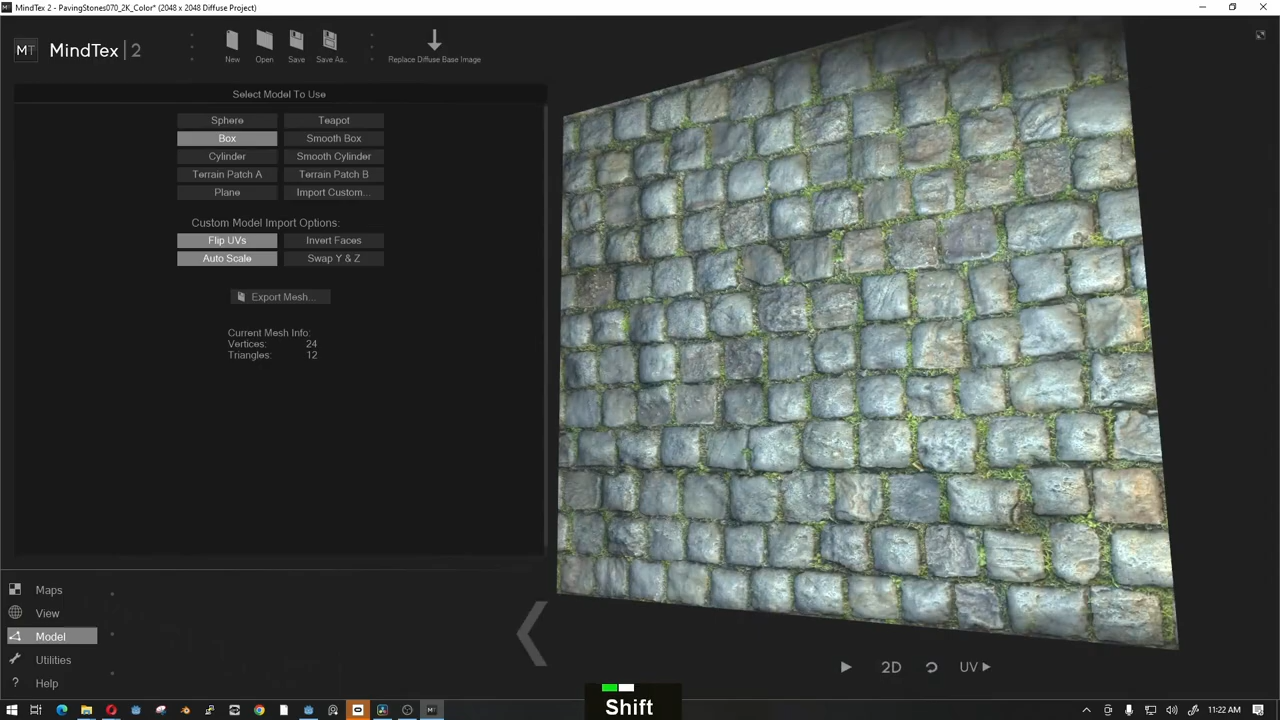 MindTex 2 - PavingStones070_2K_Color* (2048 x 2048 Diffuse Project)
MT MindTex | 2
New Open Save Save As.. Replace Diffuse Base Image
Select Model To Use
Sphere Teapot
Box Smooth Box
Cylinder Smooth Cylinder
Terrain Patch A Terrain Patch B
Plane Import Custom...
Custom Model Import Options:
Flip UVs Invert Faces
Auto Scale Swap Y & Z
Export Mesh...
Current Mesh Info:
Vertices: 24
Triangles: 12
Maps
View
Model
Utilities
? Help
2D UV
Shift
11:22 AM